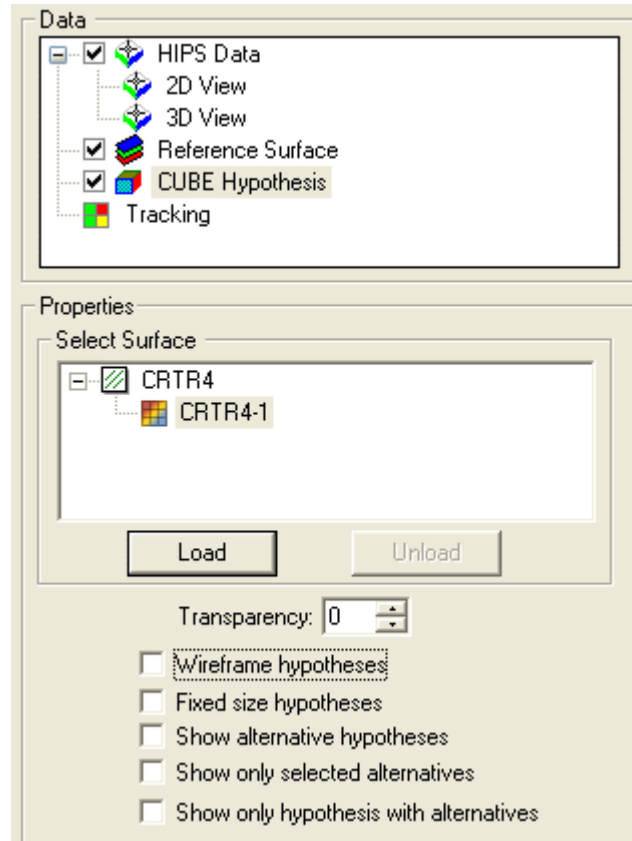 Data
HIPS Data
2D View
3D View
Reference Surface
CUBE Hypothesis
Tracking
Properties
Select Surface
CRTR4
CRTR4-1
Load Unload
Transparency: 0
Wireframe hypotheses
Fixed size hypotheses
Show alternative hypotheses
Show only selected alternatives
Show only hypothesis with alternatives